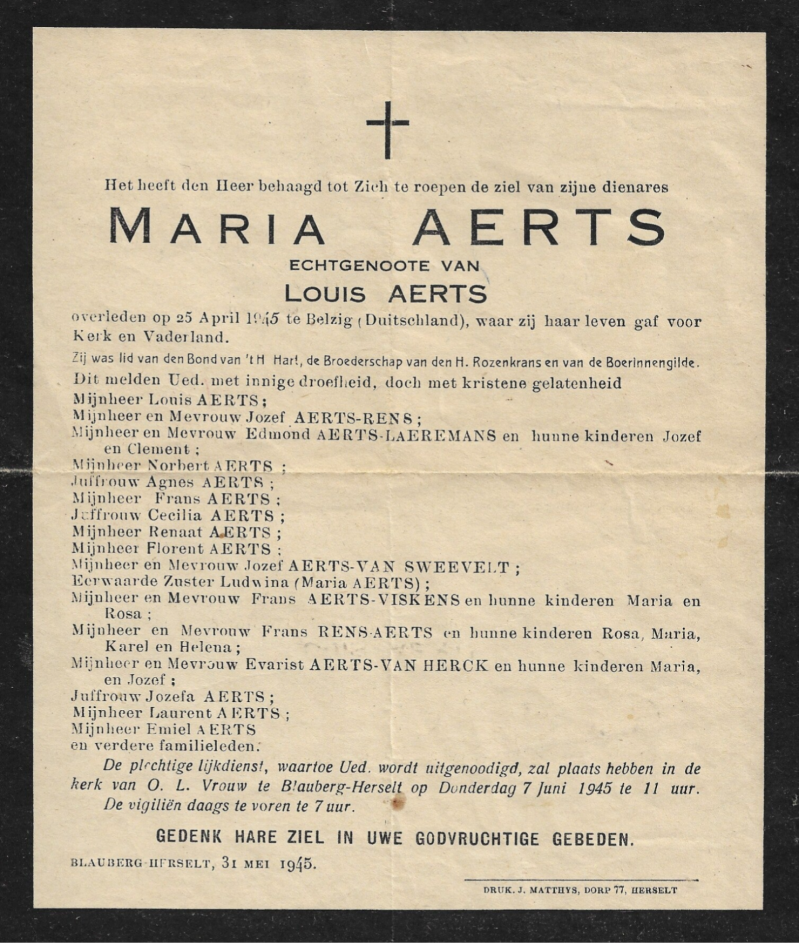 Het heeft den Heer behaagd tot Zich te roepen de ziel van zijne dienares
MARIA AERTS
ECHTGENOOTE VAN
LOUIS AERTS
overleden op 25 April 1945 te Belzig (Duitschland), waar zij haar leven gaf voor
Kerk en Vaderland.
Zij was lid van den Bond van 't H Hart, de Broederschap van den H. Rozenkrans en van de Boerinnengilde.
Dit melden Ued. met innige droefheid, doch met kristene gelatenheid
Mijnheer Louis AERTS;
Mijnheer en Mevrouw Jozef AERTS-RENS;
Mijnheer en Mevrouw Edmond AERTS-LAEREMANS en hunne kinderen Jozef
en Clement;
Mijnheer Norbert AERTS;
Juffrouw Agnes AERTS;
Mijnheer Frans AERTS;
Juffrouw Cecilia AERTS;
Mijnheer Renaat AERTS;
Mijnheer Florent AERTS;
Mijnheer en Mevrouw Jozef AERTS-VAN SWEEVELT;
Eerwaarde Zuster Ludwina (Maria AERTS);
Mijnheer en Mevrouw Frans AERTS-VISKENS en hunne kinderen Maria en
Rosa;
Mijnheer en Mevrouw Frans RENS-AERTS en hunne kinderen Rosa, Maria,
Karel en Helena;
Mijnheer en Mevrouw Evarist AERTS-VAN HERCK en hunne kinderen Maria,
en Jozef;
Juffrouw Jozefa AERTS;
Mijnheer Laurent AERTS;
Mijnheer Emiel AERTS
en verdere familieleden.
De plechtige lijkdienst, waartoe Ued. wordt uitgenoodigd, zal plaats hebben in de
kerk van O. L. Vrouw te Blauberg-Herselt op Donderdag 7 Juni 1945 te 11 uur.
De vigiliën daags te voren te 7 uur.
GEDENK HARE ZIEL IN UWE GODVRUCHTIGE GEBEDEN.
BLAUBERG-HERSELT, 31 MEI 1945.
DRUK. J. MATTHYS, DORP 77, HERSELT